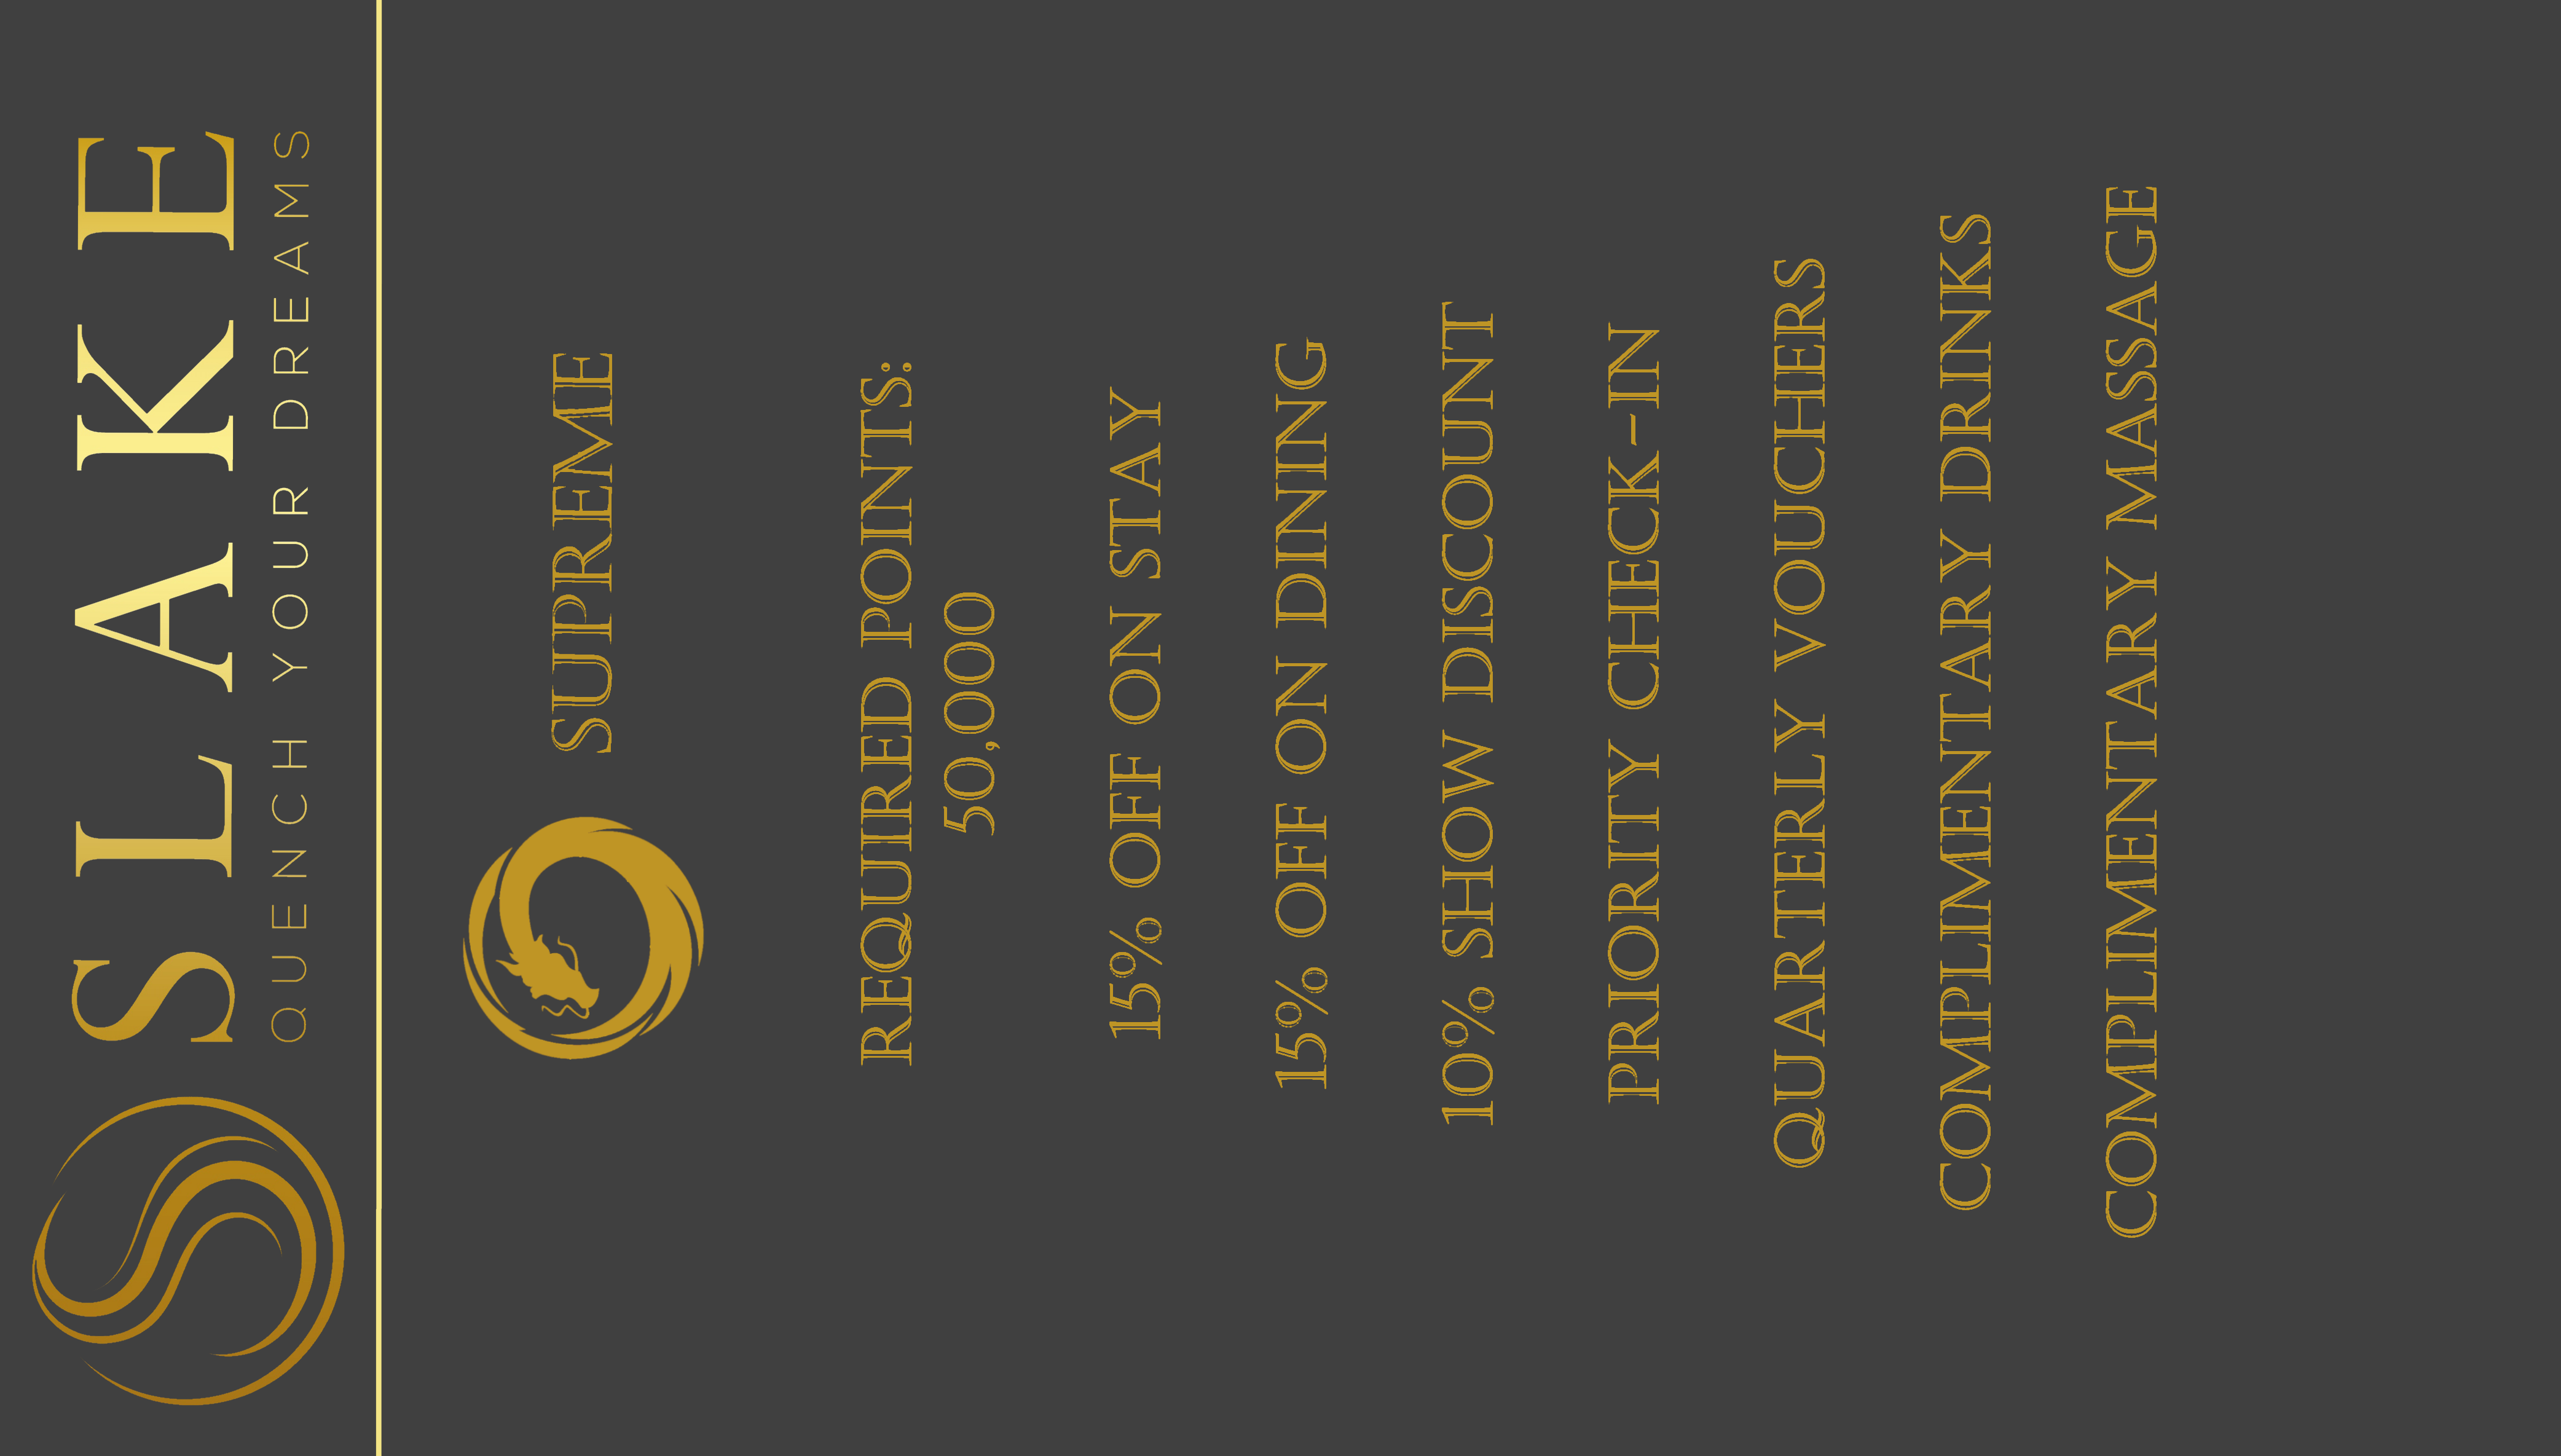 SLAKE
QUENCH YOUR DREAMS
SUPREME
REQUIRED POINTS:
50,000
15% OFF ON STAY
15% OFF ON DINING
10% SHOW DISCOUNT
PRIORITY CHECK-IN
QUARTERLY VOUCHERS
COMPLIMENTARY DRINKS
COMPLIMENTARY MASSAGE